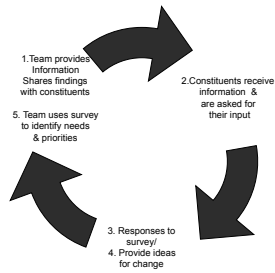 1.Team provides
Information
Shares findings
with constituents
5. Team uses survey
to identify needs
& priorities
2.Constituents receive
information &
are asked for
their input
3. Responses to
survey/
4. Provide ideas
for change